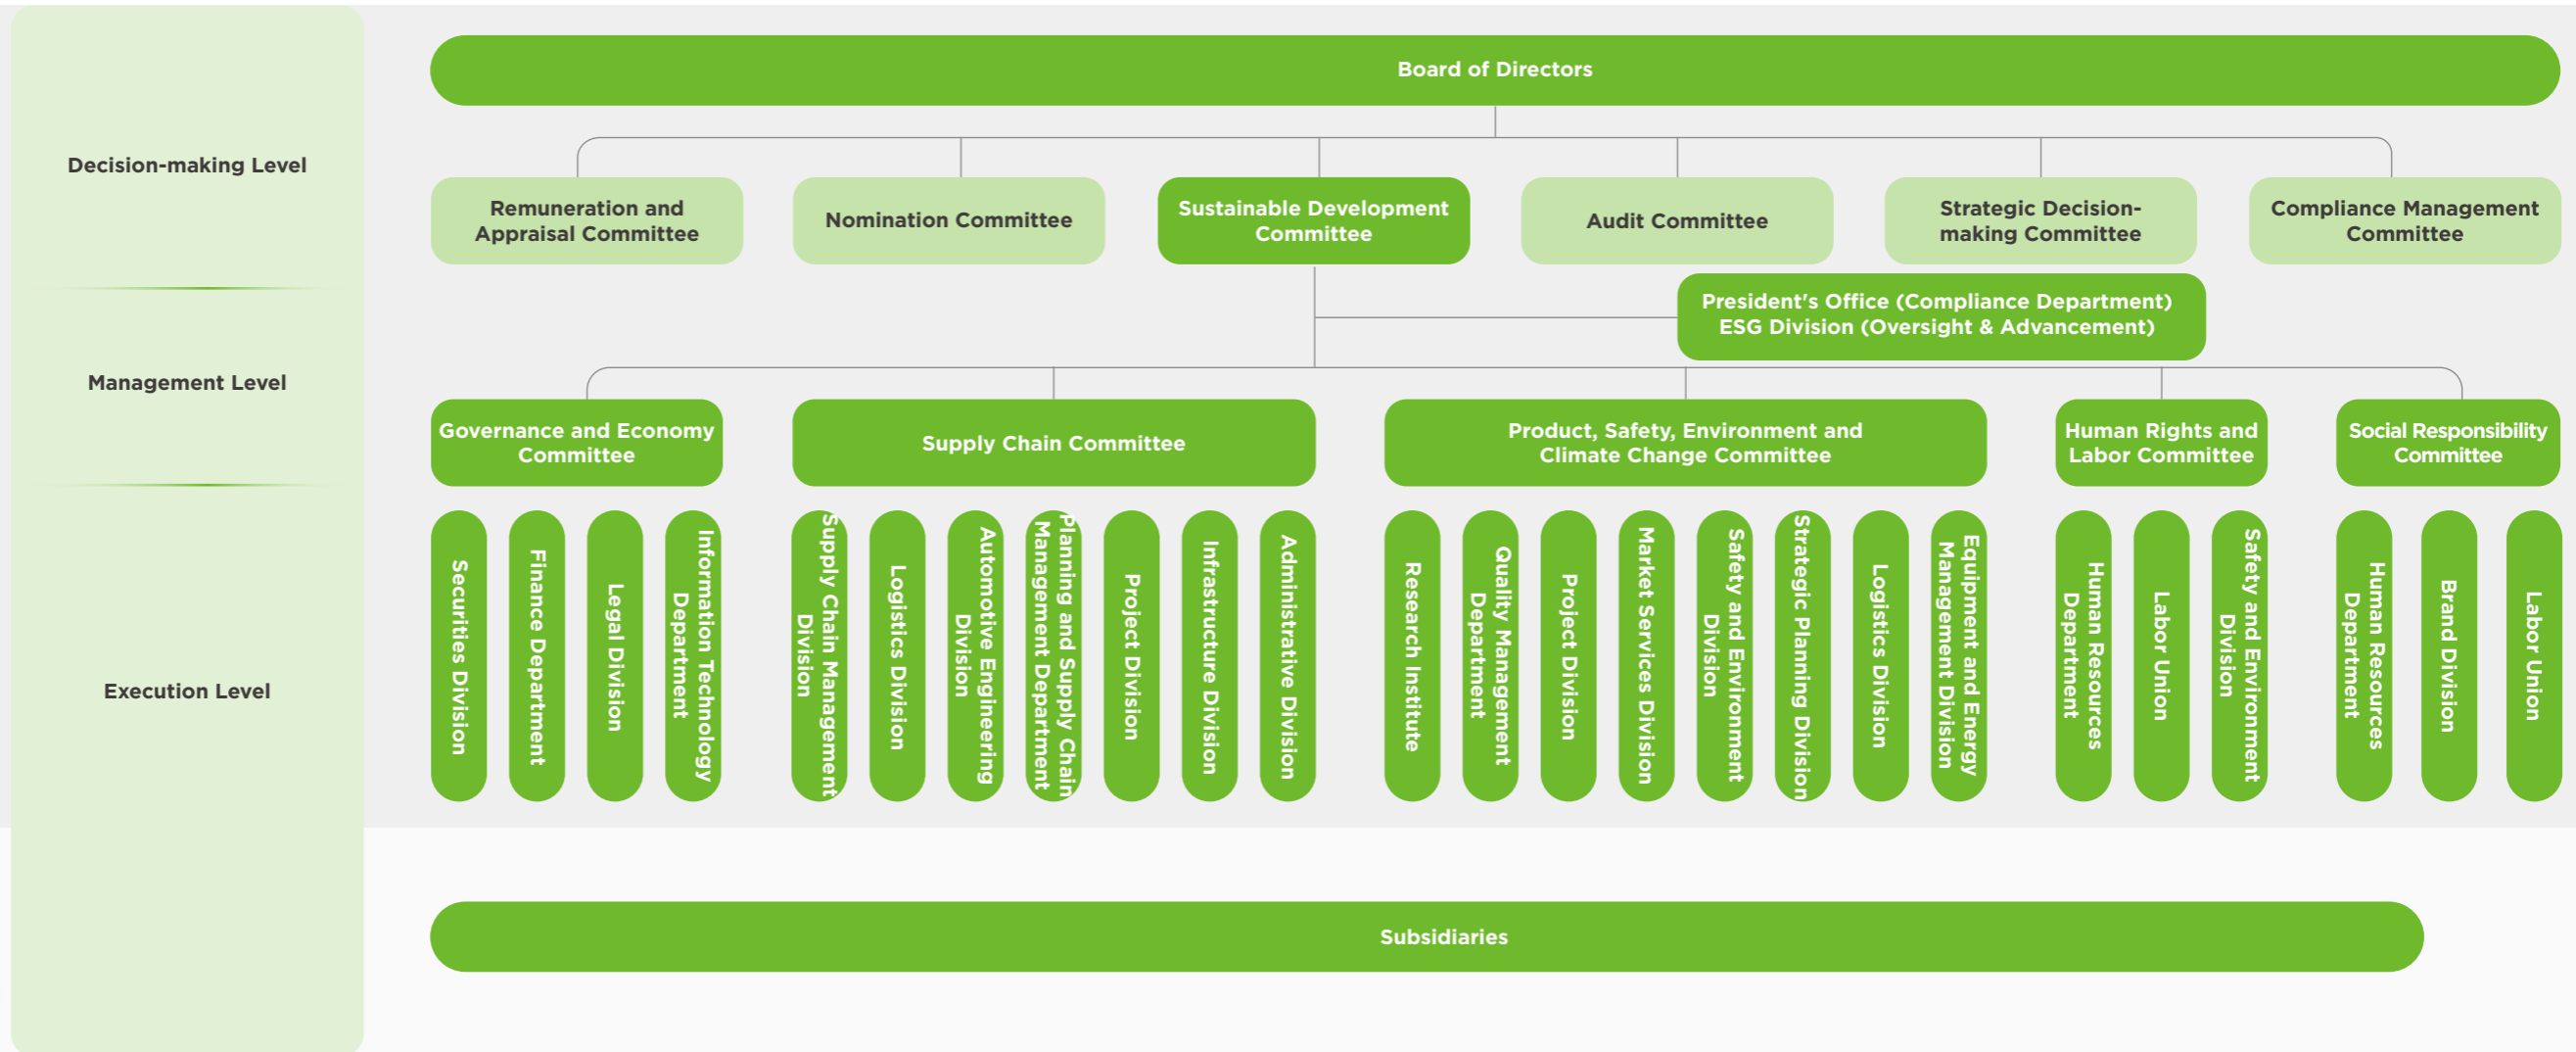 Decision-making Level
Management Level
Execution Level
Board of Directors
Remuneration and
Appraisal Committee
Nomination Committee
Sustainable Development
Committee
Audit Committee
Strategic Decision-
making Committee
Compliance Management
Committee
President's Office (Compliance Department)
ESG Division (Oversight & Advancement)
Governance and Economy
Committee
Supply Chain Committee
Product, Safety, Environment and
Climate Change Committee
Human Rights and
Labor Committee
Social Responsibility
Committee
Securities Division
Finance Department
Legal Division
Information Technology
Department
Supply Chain Management
Division
Logistics Division
Automotive Engineering
Division
Planning and Supply Chain
Management Department
Project Division
Infrastructure Division
Administrative Division
Research Institute
Quality Management
Department
Project Division
Market Services Division
Safety and Environment
Division
Strategic Planning Division
Logistics Division
Equipment and Energy
Management Division
Human Resources
Department
Labor Union
Safety and Environment
Division
Human Resources
Department
Brand Division
Labor Union
Subsidiaries